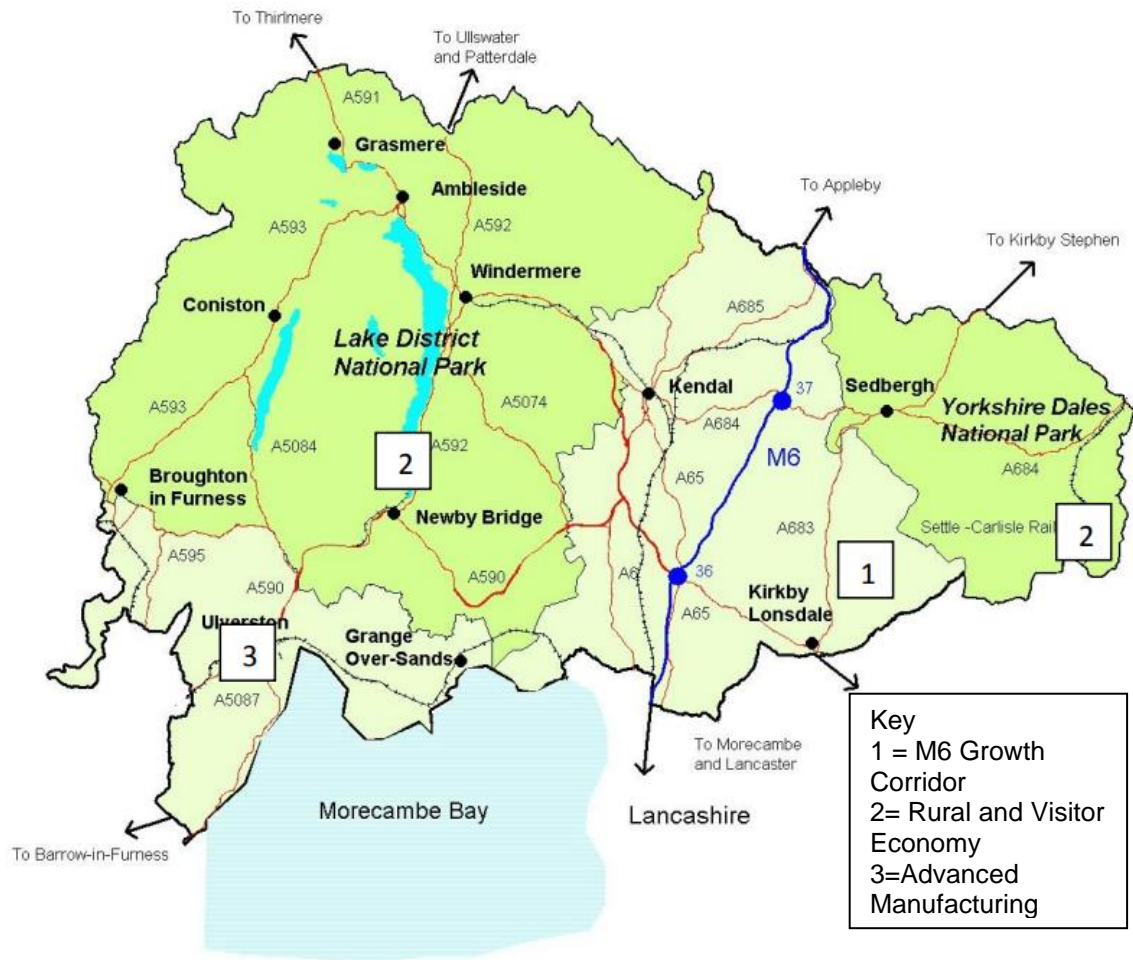 To Thirlmere
To Ullswater
and Patterdale
A591
Grasmere
To Appleby
Ambleside
A593
A592
To Kirkby Stephen
Windermere
Coniston
A685
Lake District
National Park
Kendal
37
Sedbergh
Yorkshire Dales
National Park
A593
A5074
A684
M6
A684
A5084
2
A592
A65
Broughton
in Furness
Newby Bridge
A683
Settle -Carlisle Rail
2
A595
A590
A590
A6
36
1
A65
Kirkby
Lonsdale
Ulverston
3
Grange
Over-Sands
A5087
To Morecambe
and Lancaster
Morecambe Bay
Lancashire
To Barrow-in-Furness
Key
1 = M6 Growth
Corridor
2= Rural and Visitor
Economy
3=Advanced
Manufacturing